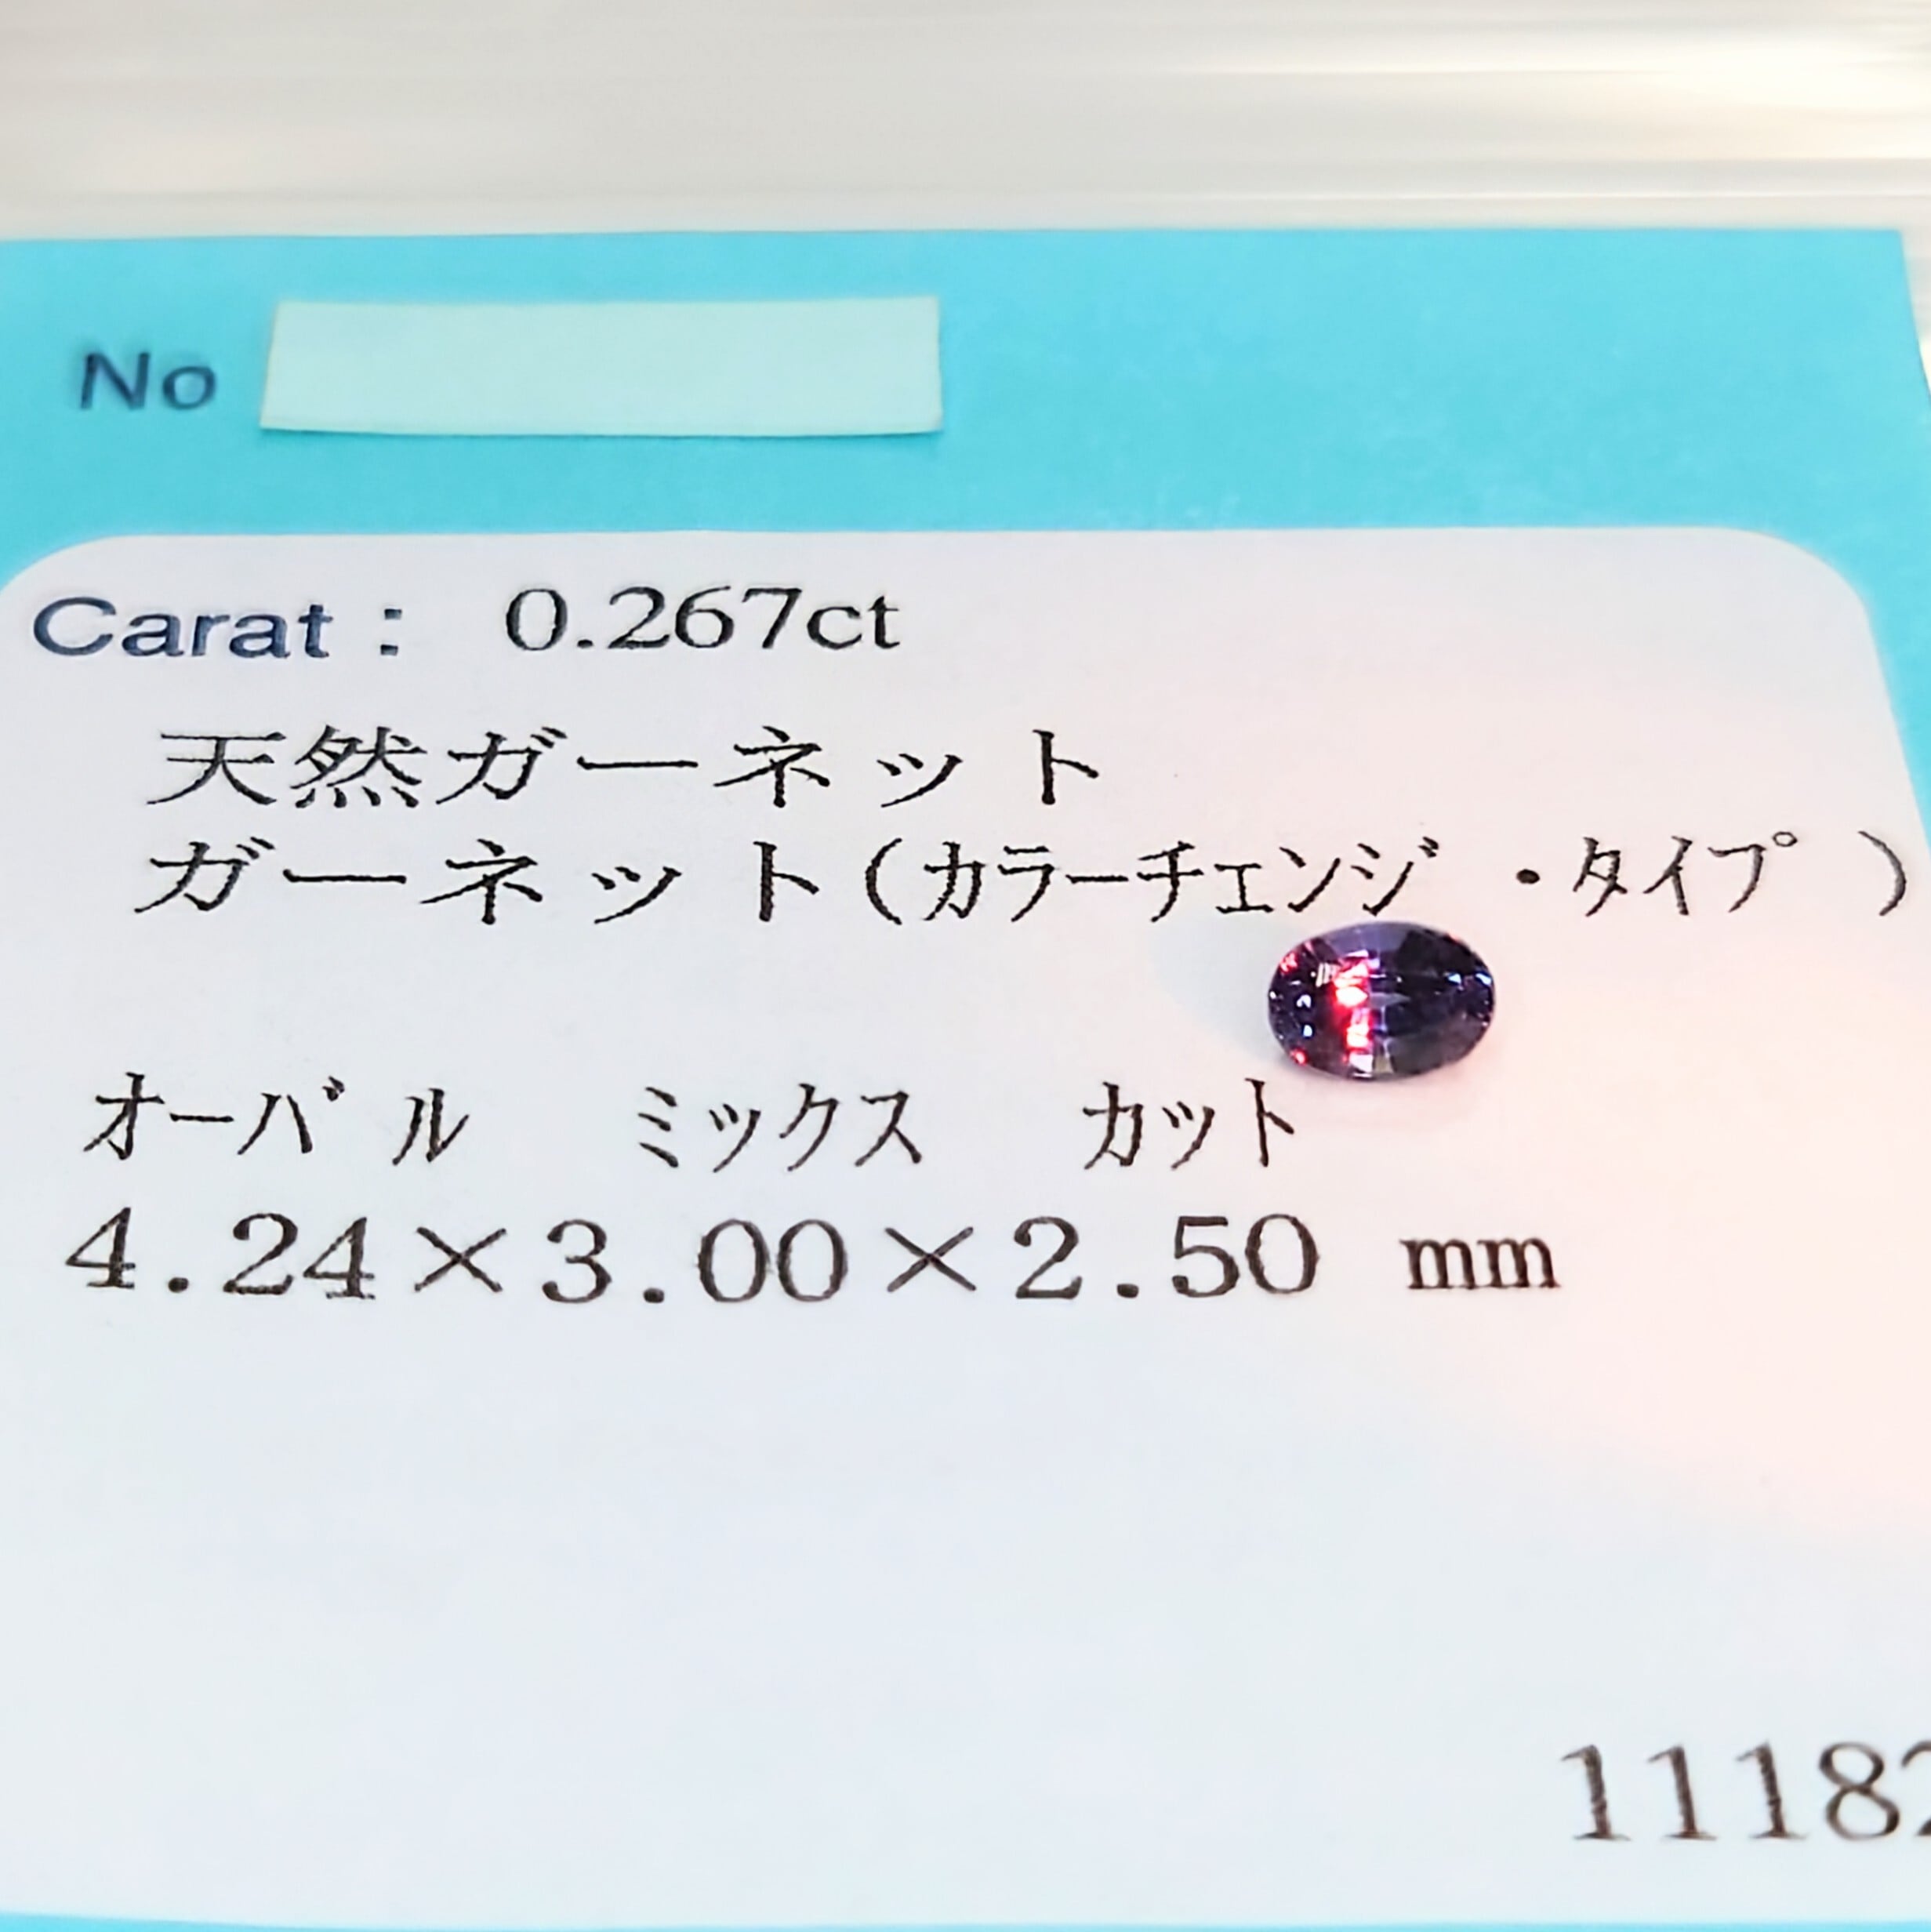 No
Carat : 0.267ct
天然ガーネット
ガーネット(ｶﾗｰﾁｪﾝｼﾞ ・ﾀｲﾌﾟ )
ｵｰﾊﾞﾙ ﾐｯｸｽ ｶｯﾄ
4.24×3.00×2.50 mm
1118